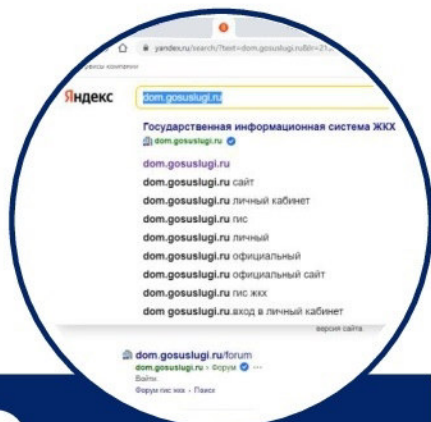 yandex.ru/search/?text=dom.gosuslugi.ru&lr=21
Яндекс
dom.gosuslugi.ru
Государственная информационная система ЖКХ
dom.gosuslugi.ru
dom.gosuslugi.ru
dom.gosuslugi.ru сайт
dom.gosuslugi.ru личный кабинет
dom.gosuslugi.ru гис
dom.gosuslugi.ru личный
dom.gosuslugi.ru официальный
dom.gosuslugi.ru официальный сайт
dom.gosuslugi.ru гис жкх
dom gosuslugi.ru.вход в личный кабинет
версия сайта
dom.gosuslugi.ru/forum
dom.gosuslugi.ru › Форум ...
Войти
Форум гис жкх - Поиск